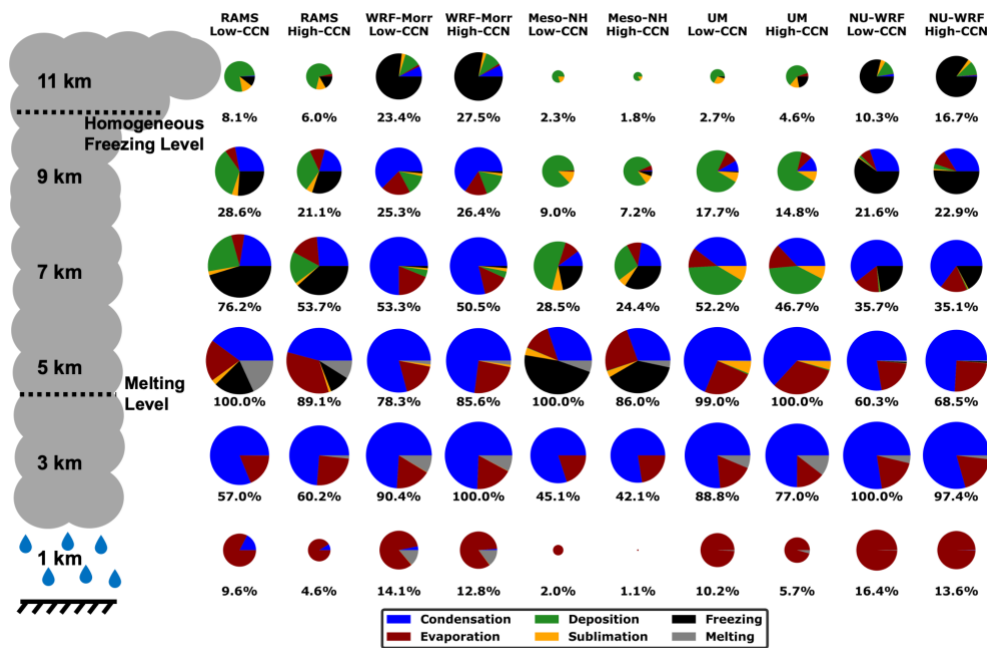 RAMS RAMS WRF-Morr WRF-Morr Meso-NH Meso-NH UM UM NU-WRF NU-WRF
Low-CCN High-CCN Low-CCN High-CCN Low-CCN High-CCN Low-CCN High-CCN Low-CCN High-CCN
11 km
8.1% 6.0% 23.4% 27.5% 2.3% 1.8% 2.7% 4.6% 10.3% 16.7%
Homogeneous
Freezing Level
9 km
28.6% 21.1% 25.3% 26.4% 9.0% 7.2% 17.7% 14.8% 21.6% 22.9%
7 km
76.2% 53.7% 53.3% 50.5% 28.5% 24.4% 52.2% 46.7% 35.7% 35.1%
5 km
Melting
Level
100.0% 89.1% 78.3% 85.6% 100.0% 86.0% 99.0% 100.0% 60.3% 68.5%
3 km
57.0% 60.2% 90.4% 100.0% 45.1% 42.1% 88.8% 77.0% 100.0% 97.4%
1 km
9.6% 4.6% 14.1% 12.8% 2.0% 1.1% 10.2% 5.7% 16.4% 13.6%
Condensation Deposition Freezing
Evaporation Sublimation Melting